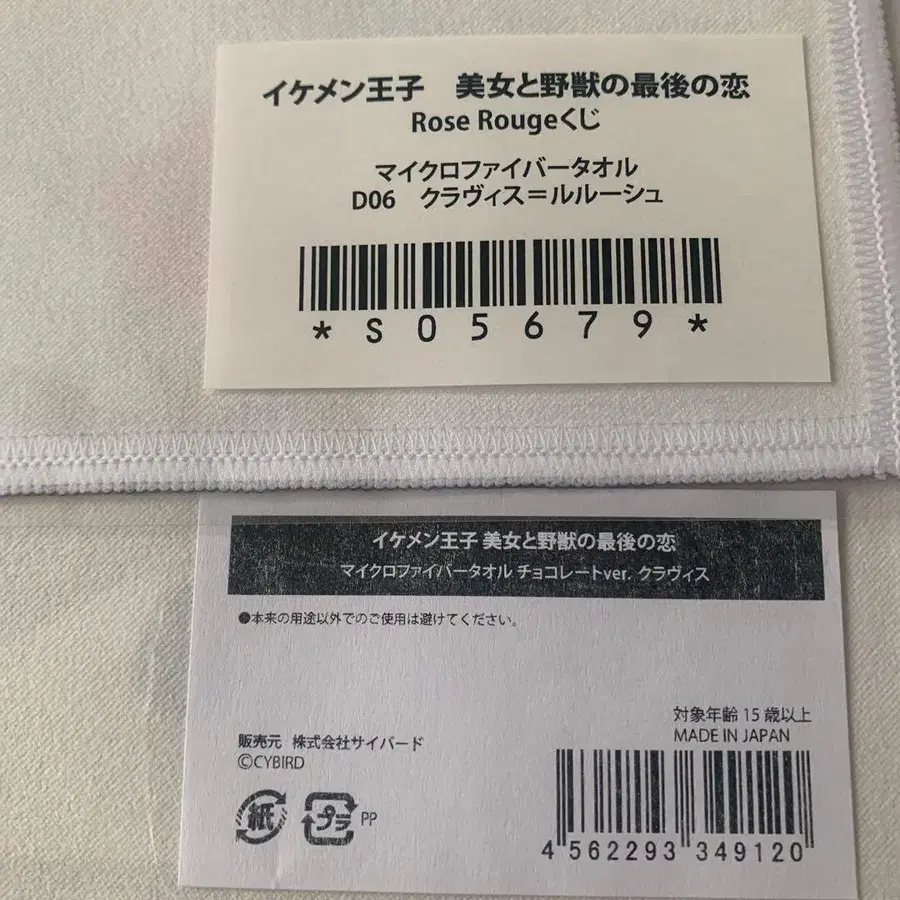 イケメン王子　美女と野獣の最後の恋
Rose Rougeくじ
マイクロファイバータオル
D06　クラヴィス＝ルルーシュ
*S05679*
イケメン王子 美女と野獣の最後の恋
マイクロファイバータオル チョコレートver. クラヴィス
●本来の用途以外でのご使用は避けてください。
対象年齢 15 歳以上
MADE IN JAPAN
販売元 株式会社サイバード
©CYBIRD
紙 プラ PP
4 562293 349120